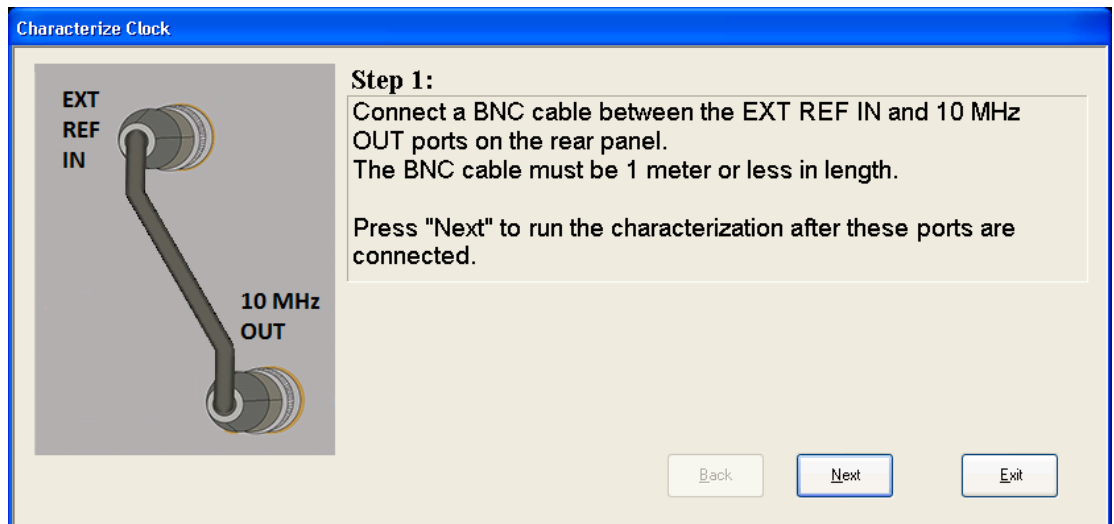 Characterize Clock
EXT
REF
IN
10 MHz
OUT
Step 1:
Connect a BNC cable between the EXT REF IN and 10 MHz
OUT ports on the rear panel.
The BNC cable must be 1 meter or less in length.
Press "Next" to run the characterization after these ports are
connected.
Back
Next
Exit